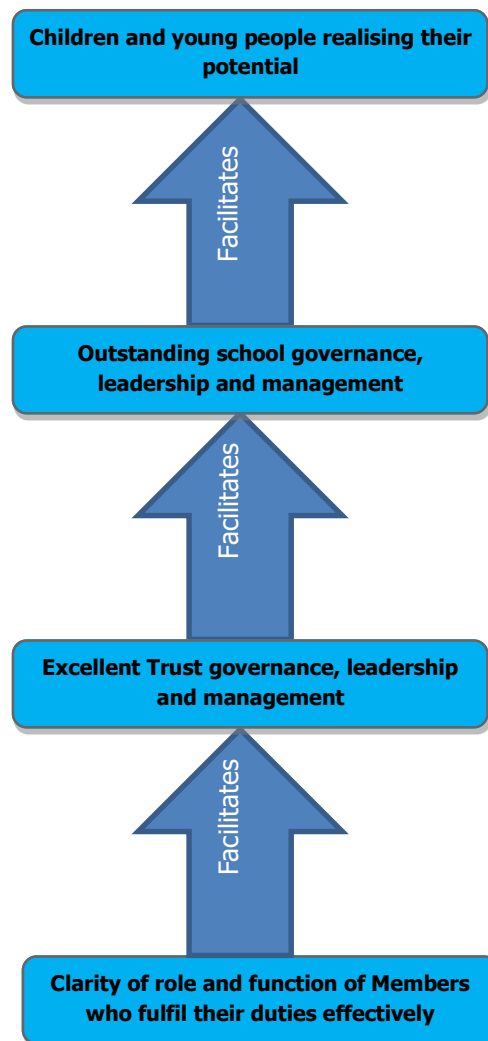 Children and young people realising their
potential
Facilitates
Outstanding school governance,
leadership and management
Facilitates
Excellent Trust governance, leadership
and management
Facilitates
Clarity of role and function of Members
who fulfil their duties effectively